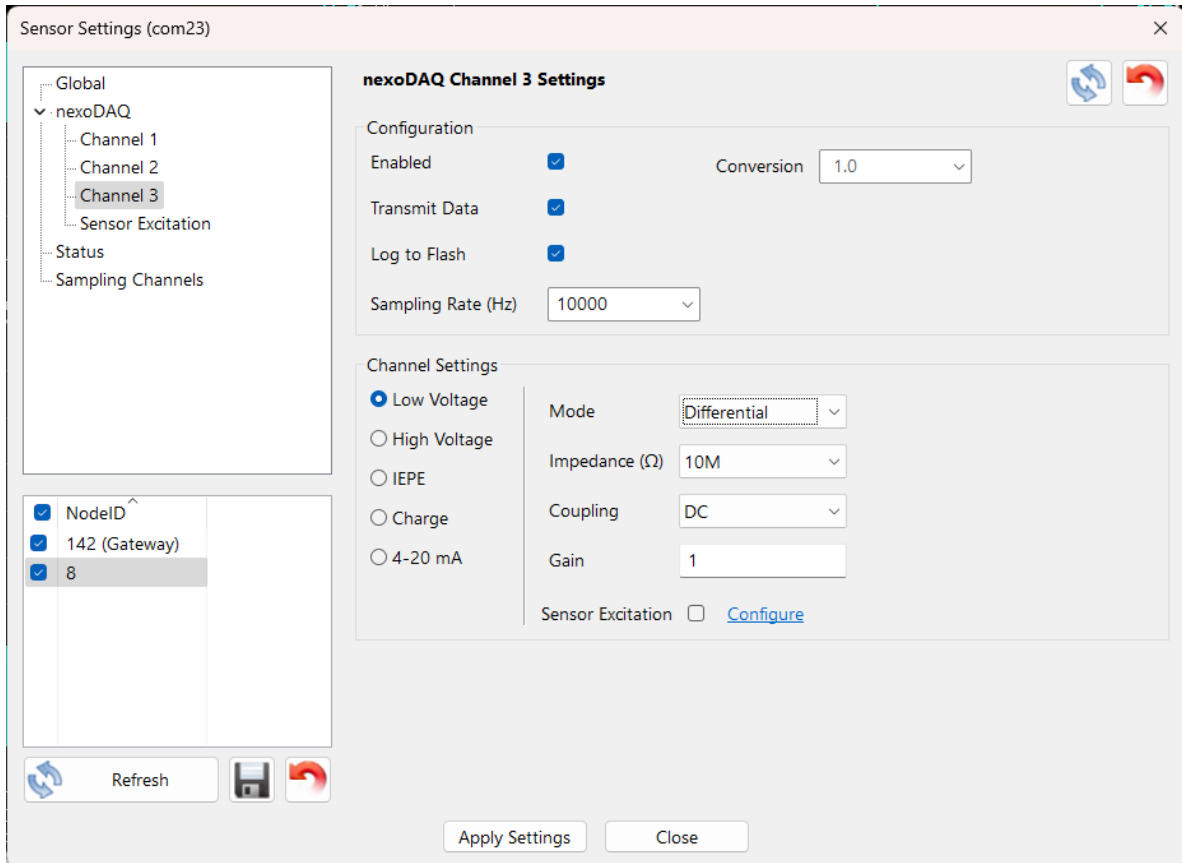 Sensor Settings (com23)
Global
nexoDAQ
Channel 1
Channel 2
Channel 3
Sensor Excitation
Status
Sampling Channels
NodeID
142 (Gateway)
8
Refresh
nexoDAQ Channel 3 Settings
Configuration
Enabled
Conversion 1.0
Transmit Data
Log to Flash
Sampling Rate (Hz) 10000
Channel Settings
Low Voltage
High Voltage
IEPE
Charge
4-20 mA
Mode Differential
Impedance (Ω) 10M
Coupling DC
Gain 1
Sensor Excitation Configure
Apply Settings Close